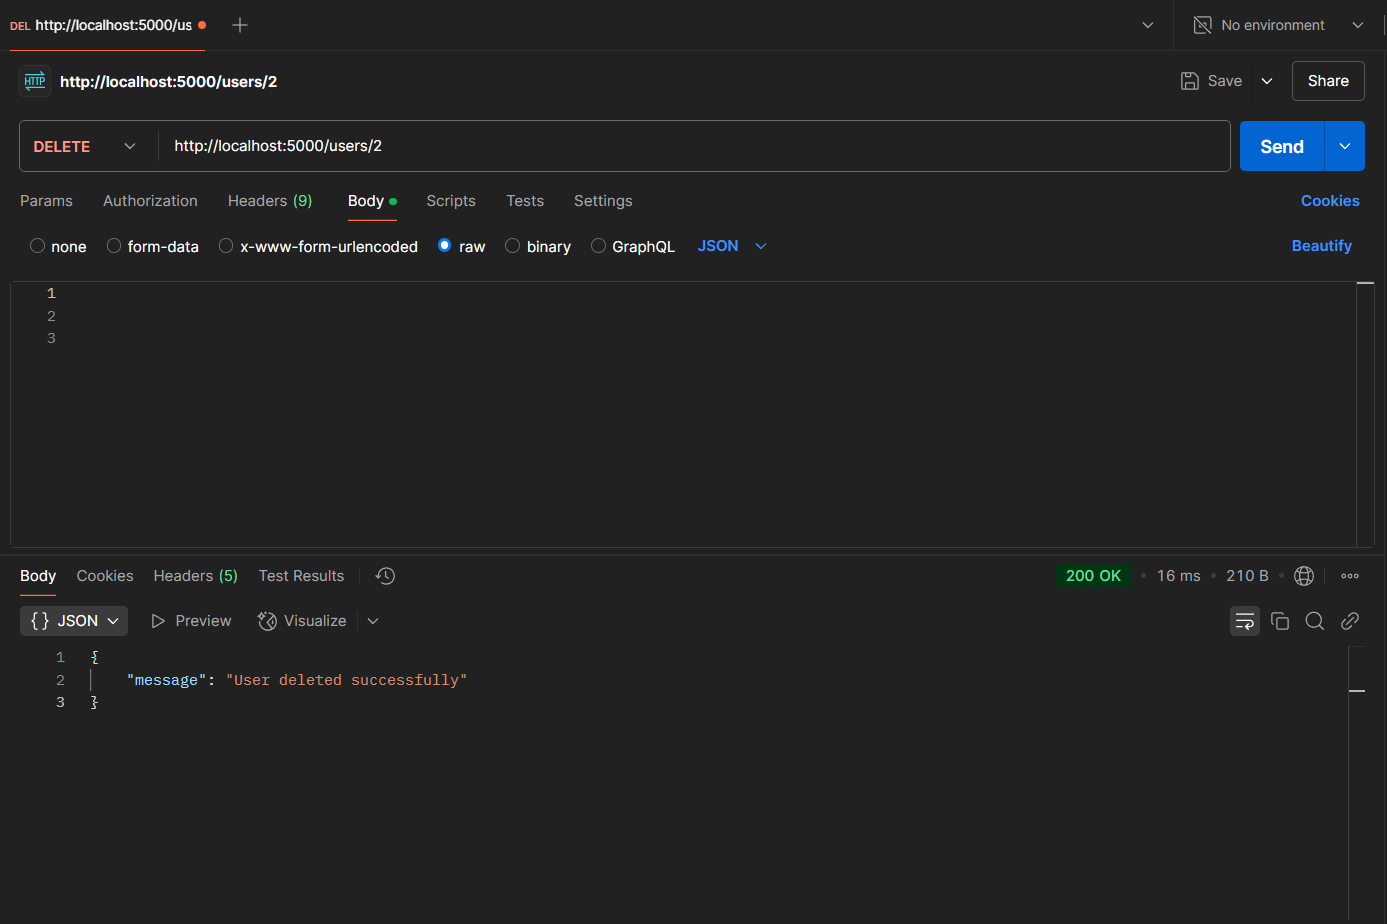 DEL http://localhost:5000/us
No environment
HTTP http://localhost:5000/users/2
Save
Share
DELETE
http://localhost:5000/users/2
Send
Params Authorization Headers (9) Body Scripts Tests Settings Cookies
none form-data x-www-form-urlencoded raw binary GraphQL JSON Beautify
1
2
3
Body Cookies Headers (5) Test Results 200 OK 16 ms 210 B
{} JSON Preview Visualize
1 {
2 "message": "User deleted successfully"
3 }